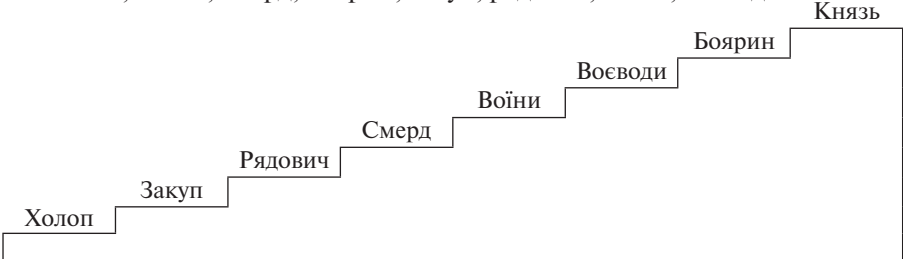 Князь
Боярин
Воєводи
Воїни
Смерд
Рядович
Закуп
Холоп